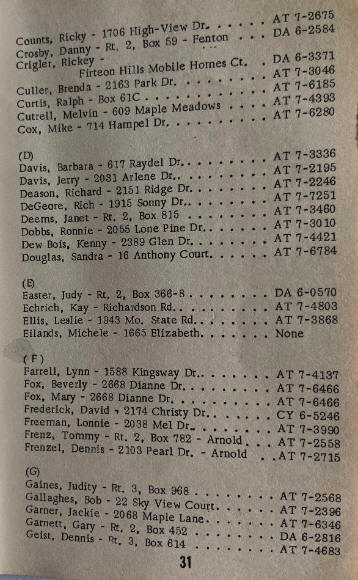 Counts, Ricky - 1706 High-View Dr. . . . . . AT 7-2675
Crosby, Danny - Rt. 2, Box 59 - Fenton . . . DA 6-2584
Crigler, Rickey -
Firteon Hills Mobile Homes Ct. . DA 6-3371
Culler, Brenda - 2163 Park Dr. . . . . . . . AT 7-3046
Curtis, Ralph - Box 61C . . . . . . . . . . AT 7-6185
Cutrell, Melvin - 609 Maple Meadows . . . . AT 7-4393
Cox, Mike - 714 Hampel Dr. . . . . . . . . . AT 7-6280
(D)
Davis, Barbara - 617 Raydel Dr. . . . . . . . AT 7-3336
Davis, Jerry - 2031 Arlene Dr. . . . . . . . AT 7-2195
Deason, Richard - 2151 Ridge Dr. . . . . . . AT 7-2246
DeGeore, Rich - 1915 Sonny Dr. . . . . . . . AT 7-7251
Deems, Janet - Rt. 2, Box 815 . . . . . . . . AT 7-3460
Dobbs, Ronnie - 2055 Lone Pine Dr. . . . . . AT 7-3010
Dew Bois, Kenny - 2389 Glen Dr. . . . . . . . AT 7-4421
Douglas, Sandra - 16 Anthony Court. . . . . . AT 7-6784
(E)
Easter, Judy - Rt. 2, Box 366-8 . . . . . . . . DA 6-0570
Echrich, Kay - Richardson Rd. . . . . . . . . AT 7-4803
Ellis, Leslie - 1943 Mo. State Rd. . . . . . . . AT 7-3868
Eilands, Michele - 1665 Elizabeth. . . . . . . None
(F)
Farrell, Lynn - 1588 Kingsway Dr. . . . . . . AT 7-4137
Fox, Beverly - 2668 Dianne Dr. . . . . . . . AT 7-6466
Fox, Mary - 2668 Dianne Dr. . . . . . . . . . AT 7-6466
Frederick, David - 2174 Christy Dr. . . . . . CY 6-5246
Freeman, Lonnie - 2038 Mel Dr. . . . . . . . AT 7-3990
Frenz, Tommy - Rt. 2, Box 782 - Arnold . . . AT 7-2558
Frenzel, Dennis - 2103 Pearl Dr. - Arnold . . AT 7-2715
(G)
Gaines, Judity - Rt. 3, Box 968 . . . . . . . AT 7-2568
Gallaghes, Bob - 22 Sky View Court. . . . . . AT 7-2396
Garner, Jackie - 2068 Maple Lane. . . . . . . AT 7-6346
Garnett, Gary - Rt. 2, Box 452 . . . . . . . . DA 6-2816
Geist, Dennis - Rt. 3, Box 614 . . . . . . . . AT 7-4683
31